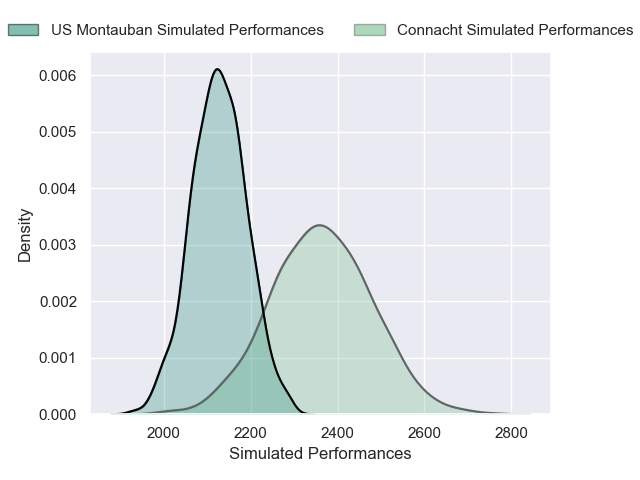 US Montauban Simulated Performances Connacht Simulated Performances
0.006
0.005
0.004
0.003
0.002
0.001
0.000
Density
2000 2200 2400 2600 2800
Simulated Performances